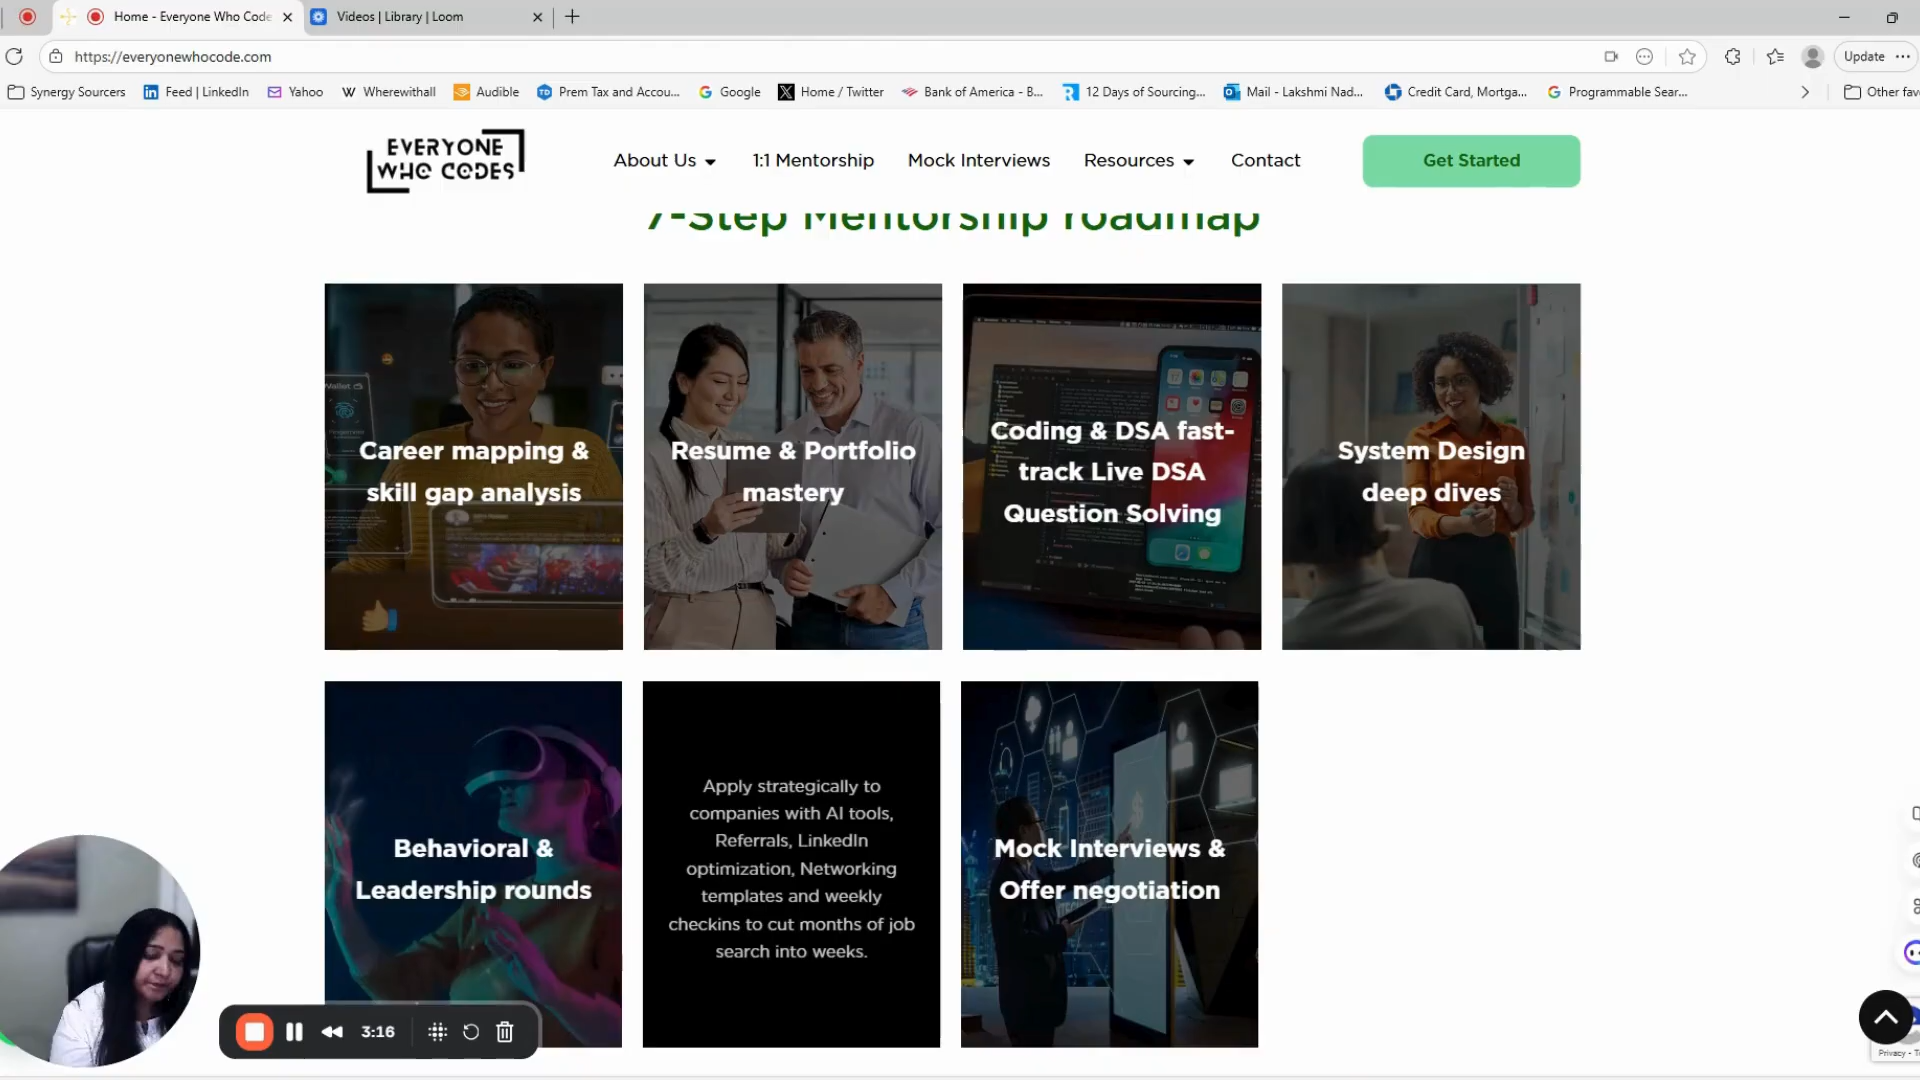 Home - Everyone Who Code
Videos | Library | Loom
https://everyonewhocode.com
Update
Synergy Sourcers
Feed | LinkedIn
Yahoo
Wherewithall
Audible
Prem Tax and Accou...
Google
Home / Twitter
Bank of America - B...
12 Days of Sourcing...
Mail - Lakshmi Nad...
Credit Card, Mortga...
Programmable Sear...
Other fav
EVERYONE
WHO CODES
About Us
1:1 Mentorship
Mock Interviews
Resources
Contact
Get Started
7-Step Mentorship roadmap
Career mapping &
skill gap analysis
Resume & Portfolio
mastery
Coding & DSA fast-
track Live DSA
Question Solving
System Design
deep dives
Behavioral &
Leadership rounds
Apply strategically to
companies with AI tools,
Referrals, LinkedIn
optimization, Networking
templates and weekly
checkins to cut months of job
search into weeks.
Mock Interviews &
Offer negotiation
3:16
Privacy - T